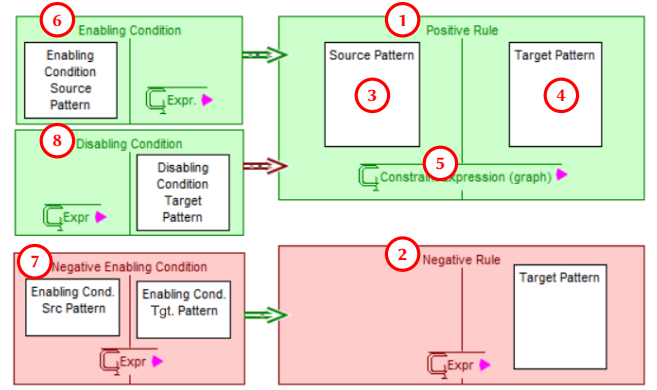 6
Enabling Condition
Enabling
Condition
Source
Pattern
Expr.
1
Positive Rule
Source Pattern
3
Target Pattern
4
5
Constraint Expression (graph)
8
Disabling Condition
Expr
Disabling
Condition
Target
Pattern
7
Negative Enabling Condition
Enabling Cond.
Src Pattern
Enabling Cond.
Tgt. Pattern
Expr
2
Negative Rule
Target Pattern
Expr